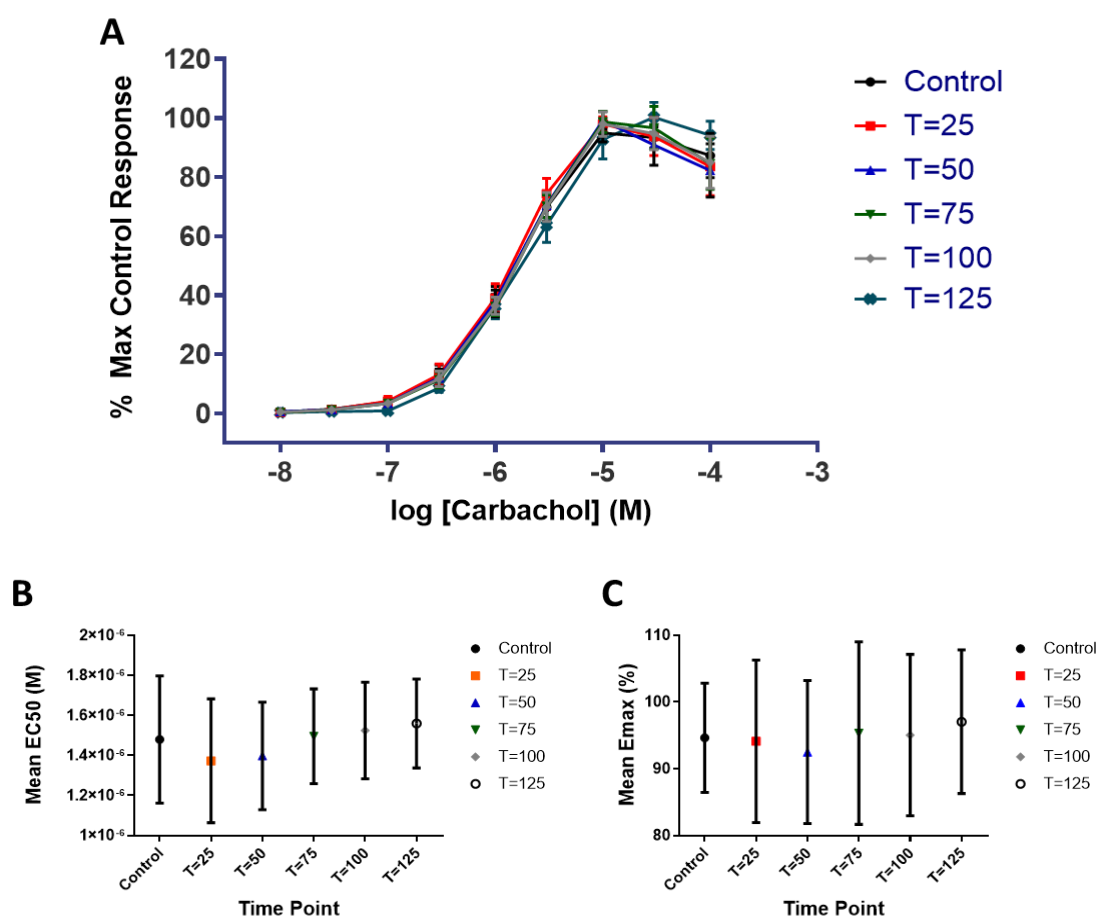 A
% Max Control Response
120
100
80
60
40
20
0
-8 -7 -6 -5 -4 -3
log [Carbachol] (M)
Control
T=25
T=50
T=75
T=100
T=125
B
Mean EC50 (M)
2×10⁻⁶
1.8×10⁻⁶
1.6×10⁻⁶
1.4×10⁻⁶
1.2×10⁻⁶
1×10⁻⁶
Control T=25 T=50 T=75 T=100 T=125
Time Point
Control
T=25
T=50
T=75
T=100
T=125
C
Mean Emax (%)
110
100
90
80
Control T=25 T=50 T=75 T=100 T=125
Time Point
Control
T=25
T=50
T=75
T=100
T=125